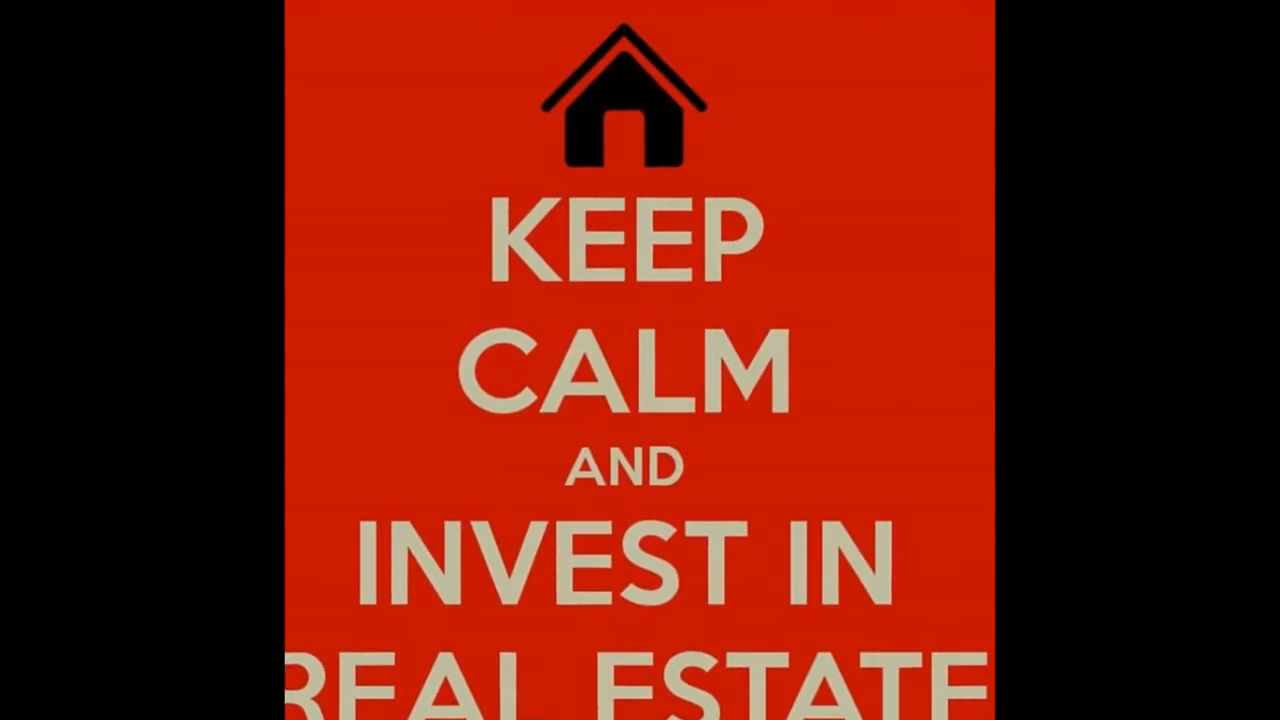 KEEP
CALM
AND
INVEST IN
REAL ESTATE